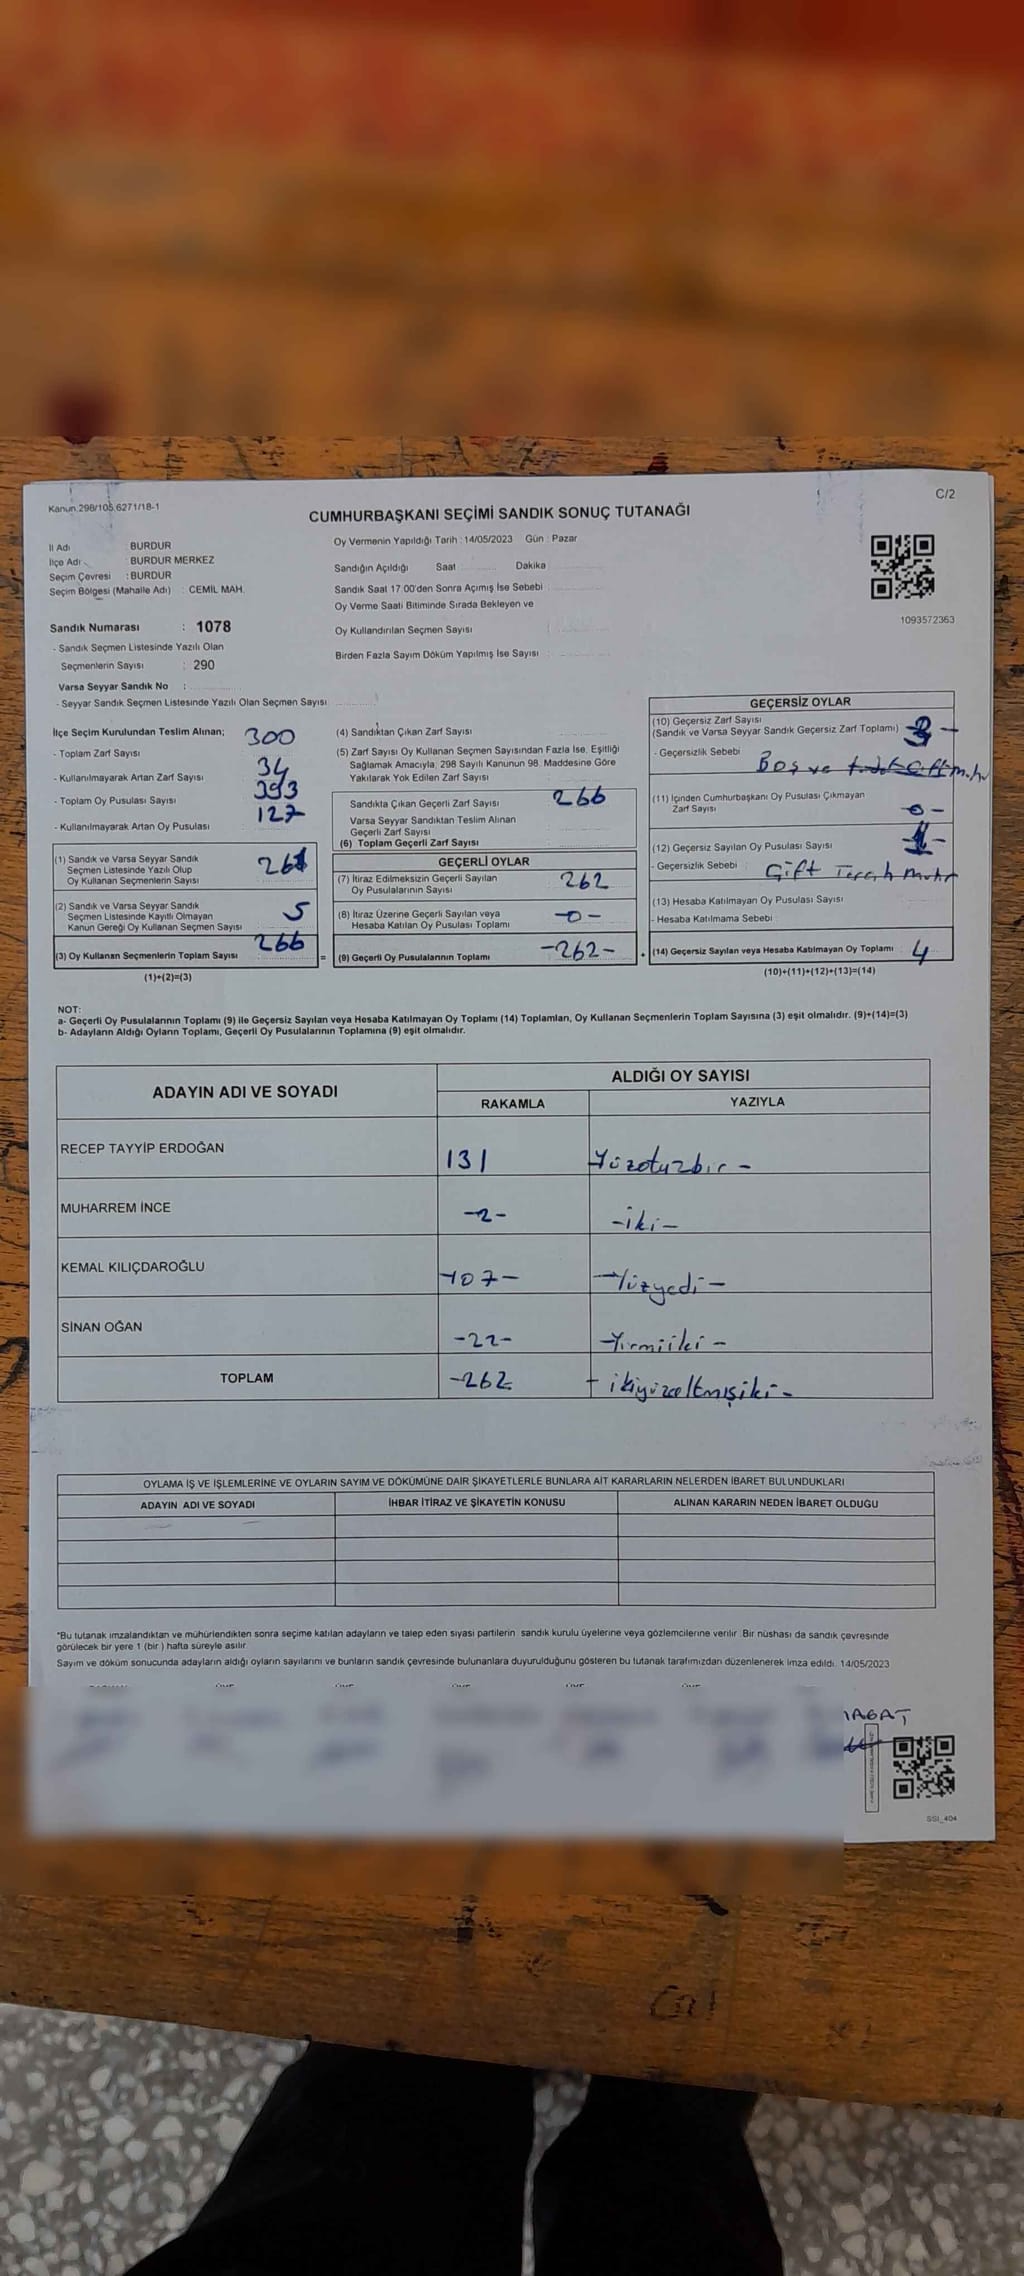 Kanun 298/105,6271/18-1
C/2
CUMHURBAŞKANI SEÇİMİ SANDIK SONUÇ TUTANAĞI
İl Adı : BURDUR
İlçe Adı : BURDUR MERKEZ
Seçim Çevresi : BURDUR
Seçim Bölgesi (Mahalle Adı) : CEMİL MAH.
Sandık Numarası : 1078
- Sandık Seçmen Listesinde Yazılı Olan
Seçmenlerin Sayısı : 290
Varsa Seyyar Sandık No :
- Seyyar Sandık Seçmen Listesinde Yazılı Olan Seçmen Sayısı
Oy Vermenin Yapıldığı Tarih : 14/05/2023 Gün : Pazar
Sandığın Açıldığı Saat Dakika
Sandık Saat 17:00'den Sonra Açımış İse Sebebi
Oy Verme Saati Bitiminde Sırada Bekleyen ve
Oy Kullandırılan Seçmen Sayısı :
Birden Fazla Sayım Döküm Yapılmış İse Sayısı :
1093572363
İlçe Seçim Kurulundan Teslim Alınan;
- Toplam Zarf Sayısı 300
- Kullanılmayarak Artan Zarf Sayısı 34
- Toplam Oy Pusulası Sayısı 393
- Kullanılmayarak Artan Oy Pusulası 127
(1) Sandık ve Varsa Seyyar Sandık
Seçmen Listesinde Yazılı Olup
Oy Kullanan Seçmenlerin Sayısı 261
(2) Sandık ve Varsa Seyyar Sandık
Seçmen Listesinde Kayıtlı Olmayan
Kanun Gereği Oy Kullanan Seçmen Sayısı 5
(3) Oy Kullanan Seçmenlerin Toplam Sayısı 266 =
(1)+(2)=(3)
(4) Sandıktan Çıkan Zarf Sayısı
(5) Zarf Sayısı Oy Kullanan Seçmen Sayısından Fazla İse, Eşitliği
Sağlamak Amacıyla, 298 Sayılı Kanunun 98. Maddesine Göre
Yakılarak Yok Edilen Zarf Sayısı
Sandıkta Çıkan Geçerli Zarf Sayısı 266
Varsa Seyyar Sandıktan Teslim Alınan
Geçerli Zarf Sayısı
(6) Toplam Geçerli Zarf Sayısı
GEÇERLİ OYLAR
(7) İtiraz Edilmeksizin Geçerli Sayılan
Oy Pusulalarının Sayısı 262
(8) İtiraz Üzerine Geçerli Sayılan veya
Hesaba Katılan Oy Pusulası Toplamı -0-
(9) Geçerli Oy Pusulalarının Toplamı -262-
GEÇERSİZ OYLAR
(10) Geçersiz Zarf Sayısı
(Sandık ve Varsa Seyyar Sandık Geçersiz Zarf Toplamı) 3 -
- Geçersizlik Sebebi
Boş ve
(11) İçinden Cumhurbaşkanı Oy Pusulası Çıkmayan
Zarf Sayısı -0-
(12) Geçersiz Sayılan Oy Pusulası Sayısı 1-
- Geçersizlik Sebebi : Çift Tercih
(13) Hesaba Katılmayan Oy Pusulası Sayısı
- Hesaba Katılmama Sebebi
(14) Geçersiz Sayılan veya Hesaba Katılmayan Oy Toplamı 4
(10)+(11)+(12)+(13)=(14)
NOT:
a- Geçerli Oy Pusulalarının Toplamı (9) ile Geçersiz Sayılan veya Hesaba Katılmayan Oy Toplamı (14) Toplamları, Oy Kullanan Seçmenlerin Toplam Sayısına (3) eşit olmalıdır. (9)+(14)=(3)
b- Adayların Aldığı Oyların Toplamı, Geçerli Oy Pusulalarının Toplamına (9) eşit olmalıdır.
ADAYIN ADI VE SOYADI ALDIĞI OY SAYISI
RAKAMLA YAZIYLA
RECEP TAYYİP ERDOĞAN 131 Yüzotuzbir -
MUHARREM İNCE -2- -iki-
KEMAL KILIÇDAROĞLU -107- -Yüzyedi-
SİNAN OĞAN -22- -Yirmiiki-
TOPLAM -262 - ikiyüzaltmışiki-
OYLAMA İŞ VE İŞLEMLERİNE VE OYLARIN SAYIM VE DÖKÜMÜNE DAİR ŞİKAYETLERLE BUNLARA AİT KARARLARIN NELERDEN İBARET BULUNDUKLARI
ADAYIN ADI VE SOYADI İHBAR İTİRAZ VE ŞİKAYETİN KONUSU ALINAN KARARIN NEDEN İBARET OLDUĞU
*Bu tutanak imzalandıktan ve mühürlendikten sonra seçime katılan adayların ve talep eden siyasi partilerin sandık kurulu üyelerine veya gözlemcilerine verilir. Bir nüshası da sandık çevresinde
görülecek bir yere 1 (bir) hafta süreyle asılır.
Sayım ve döküm sonucunda adayların aldığı oyların sayılarını ve bunların sandık çevresinde bulunanlara duyurulduğunu gösteren bu tutanak tarafımızdan düzenlenerek imza edildi. 14/05/2023
SSI_404